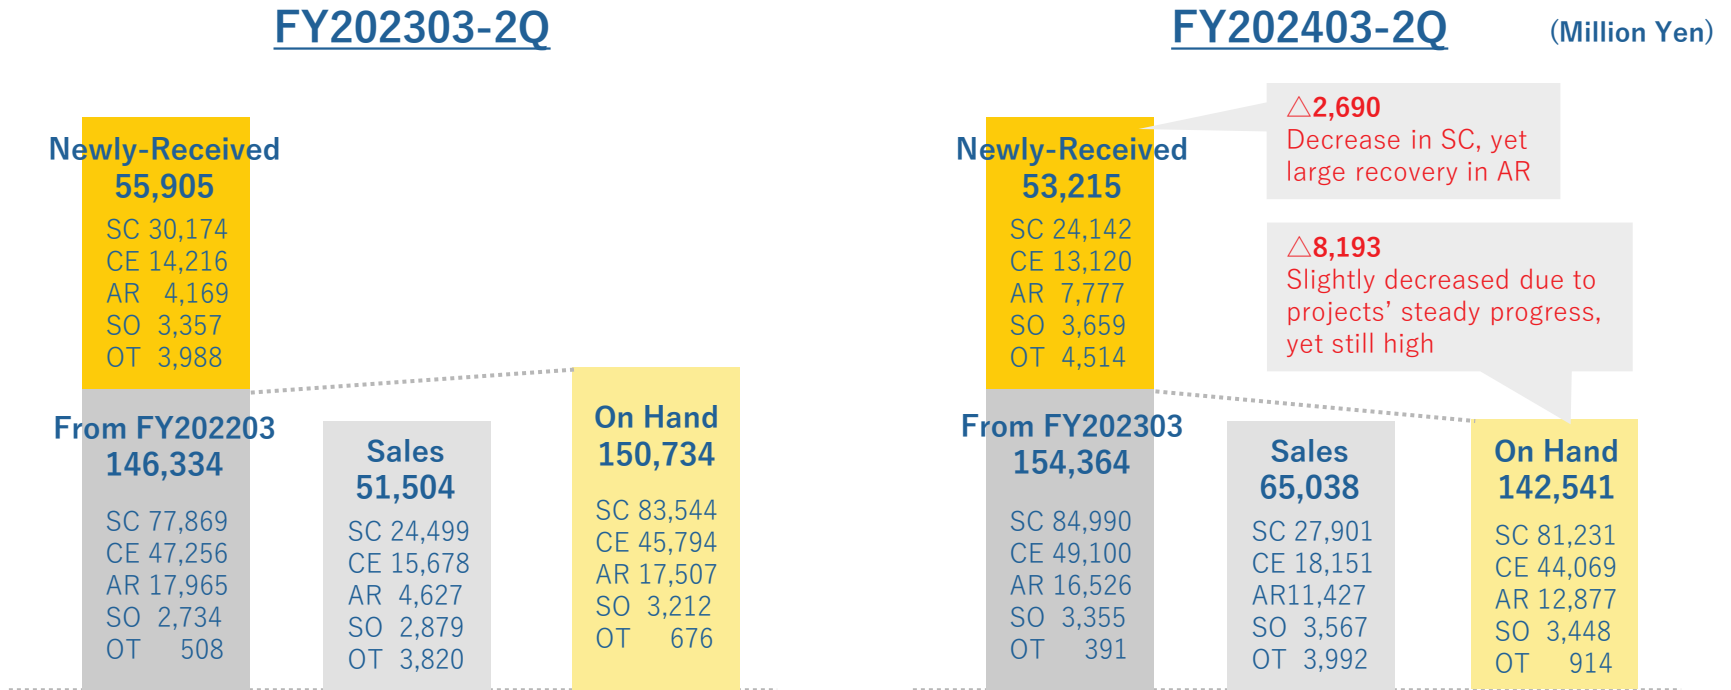 FY202303-2Q
Newly-Received
55,905
SC 30,174
CE 14,216
AR 4,169
SO 3,357
OT 3,988
From FY202203
146,334
SC 77,869
CE 47,256
AR 17,965
SO 2,734
OT 508
Sales
51,504
SC 24,499
CE 15,678
AR 4,627
SO 2,879
OT 3,820
On Hand
150,734
SC 83,544
CE 45,794
AR 17,507
SO 3,212
OT 676
FY202403-2Q
(Million Yen)
Newly-Received
53,215
SC 24,142
CE 13,120
AR 7,777
SO 3,659
OT 4,514
△2,690
Decrease in SC, yet
large recovery in AR
△8,193
Slightly decreased due to
projects’ steady progress,
yet still high
From FY202303
154,364
SC 84,990
CE 49,100
AR 16,526
SO 3,355
OT 391
Sales
65,038
SC 27,901
CE 18,151
AR11,427
SO 3,567
OT 3,992
On Hand
142,541
SC 81,231
CE 44,069
AR 12,877
SO 3,448
OT 914